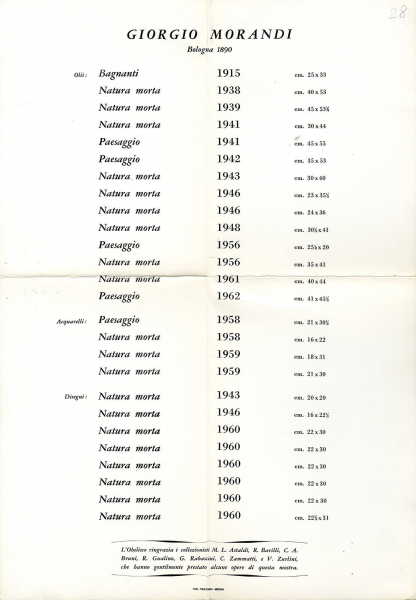 28
GIORGIO MORANDI
Bologna 1890
Olii: Bagnanti 1915 cm. 25 x 33
Natura morta 1938 cm. 40 x 53
Natura morta 1939 cm. 45 x 53½
Natura morta 1941 cm. 30 x 44
Paesaggio 1941 cm. 45 x 55
Paesaggio 1942 cm. 35 x 53
Natura morta 1943 cm. 30 x 40
Natura morta 1946 cm. 23 x 35½
Natura morta 1946 cm. 24 x 36
Natura morta 1948 cm. 30½ x 41
Paesaggio 1956 cm. 25½ x 20
Natura morta 1956 cm. 35 x 41
Natura morta 1961 cm. 40 x 44
Paesaggio 1962 cm. 41 x 45½
Acquarelli: Paesaggio 1958 cm. 21 x 30½
Natura morta 1958 cm. 16 x 22
Natura morta 1959 cm. 18 x 31
Natura morta 1959 cm. 21 x 30
Disegni: Natura morta 1943 cm. 20 x 20
Natura morta 1946 cm. 16 x 22½
Natura morta 1960 cm. 22 x 30
Natura morta 1960 cm. 22 x 30
Natura morta 1960 cm. 22 x 30
Natura morta 1960 cm. 22 x 30
Natura morta 1960 cm. 22 x 30
Natura morta 1960 cm. 22½ x 31
L'Obelisco ringrazia i collezionisti M. L. Astaldi, R. Barilli, C. A.
Bruni, R. Gualino, G. Rabassini, C. Zammatti, e V. Zurlini,
che hanno gentilmente prestato alcune opere di questa mostra.